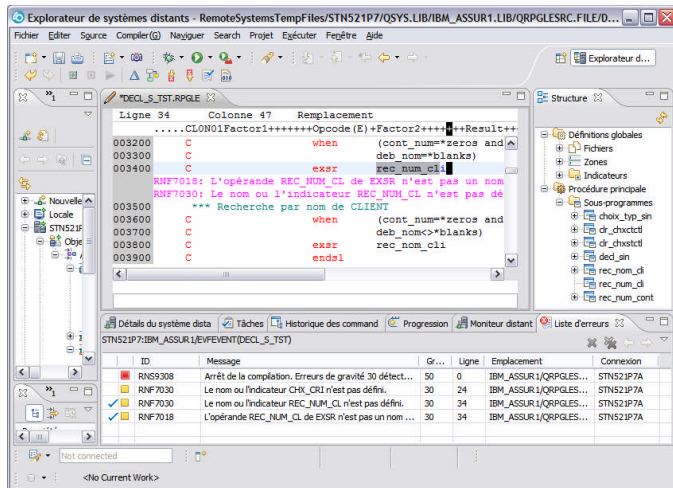 Explorateur de systèmes distants - RemoteSystemsTempFiles/STN521P7/QSYS.LIB/IBM_ASSUR1.LIB/QRPGLESRC.FILE/D...
Fichier Editer Source Compiler(G) Naviguer Search Projet Exécuter Fenêtre Aide
Explorateur d...
*DECL_S_TST.RPGLE
Ligne 34 Colonne 47 Remplacement
.....CL0N01Factor1+++++++Opcode(E)+Factor2+++++++Result+++
003200 C when (cont_num=*zeros and
003300 C deb_nom=*blanks)
003400 C exsr rec_num_cli
RNF7018: L'opérande REC_NUM_CL de EXSR n'est pas un nom
RNF7030: Le nom ou l'indicateur REC_NUM_CL n'est pas dé
003500 *** Recherche par nom de CLIENT
003600 C when (cont_num=*zeros and
003700 C deb_nom<>*blanks)
003800 C exsr rec_nom_cli
003900 C endsl
Nouvelle
Locale
STN521P
Obje
Structure
Définitions globales
Fichiers
Zones
Indicateurs
Procédure principale
Sous-programmes
choix_typ_sin
dr_chxctctl
dr_chxstctl
decl_sin
rec_nom_cli
rec_num_cli
rec_num_cont
Détails du système dista Tâches Historique des command Progression Moniteur distant Liste d'erreurs
STN521P7:IBM_ASSUR1/EVFEVENT(DECL_S_TST)
ID Message Gr... Ligne Emplacement Connexion
RNS9308 Arrêt de la compilation. Erreurs de gravité 30 détect... 50 0 IBM_ASSUR1/QRPGLES... STN521P7A
RNF7030 Le nom ou l'indicateur CHX_CRI n'est pas défini. 30 24 IBM_ASSUR1/QRPGLES... STN521P7A
RNF7030 Le nom ou l'indicateur REC_NUM_CL n'est pas défini. 30 34 IBM_ASSUR1/QRPGLES... STN521P7A
RNF7018 L'opérande REC_NUM_CL de EXSR n'est pas un nom ... 30 34 IBM_ASSUR1/QRPGLES... STN521P7A
Not connected
<No Current Work>